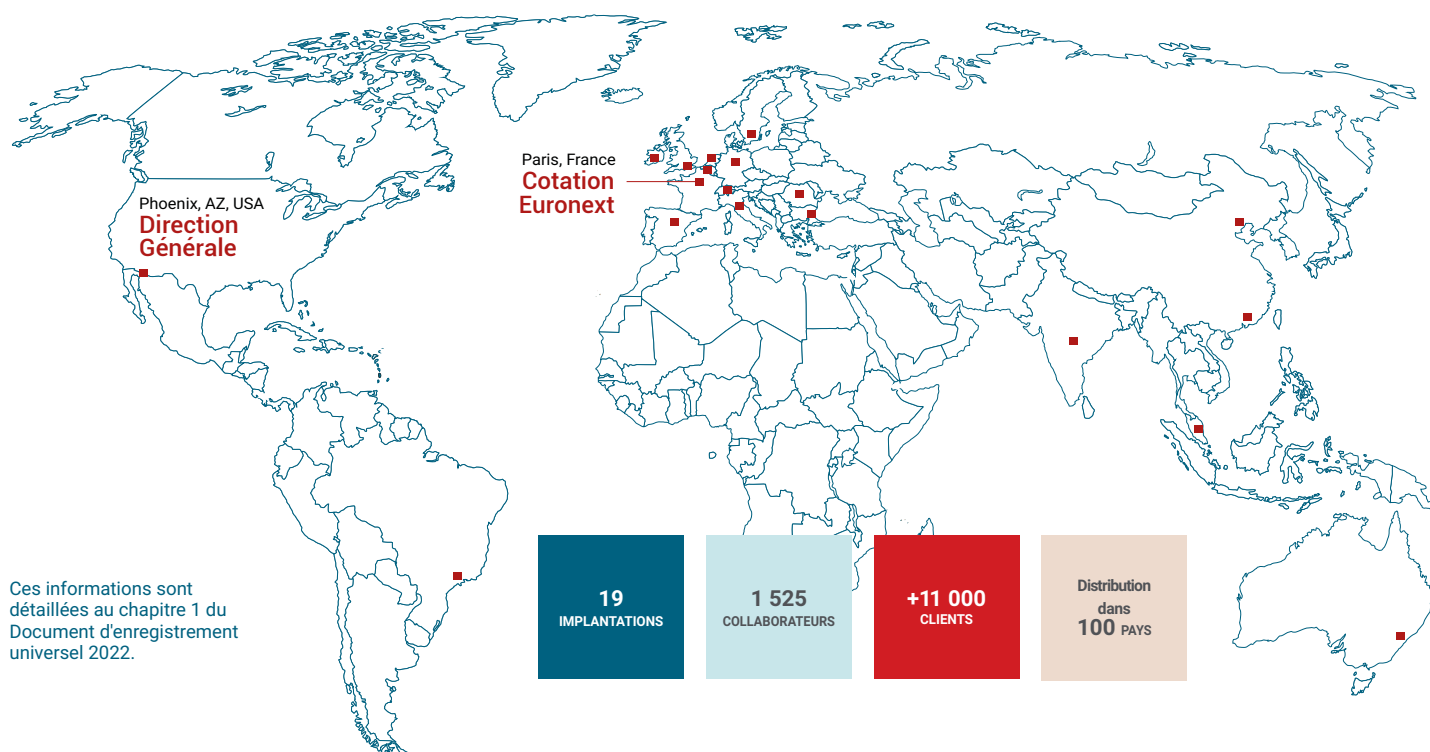 Paris, France
Cotation
Euronext
Phoenix, AZ, USA
Direction
Générale
Ces informations sont
détaillées au chapitre 1 du
Document d'enregistrement
universel 2022.
19
IMPLANTATIONS
1 525
COLLABORATEURS
+11 000
CLIENTS
Distribution
dans
100 PAYS